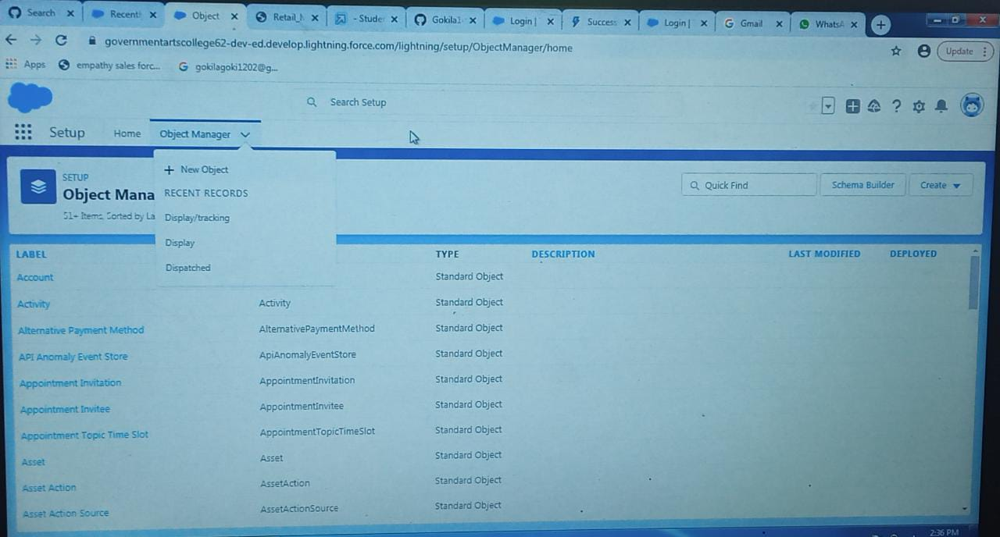 Search
Recent
Object
Retail_N
- Stude
Gokila1
Login |
Success
Login |
Gmail
WhatsA
governmentartscollege62-dev-ed.develop.lightning.force.com/lightning/setup/ObjectManager/home
Update
Apps
empathy sales forc...
gokilagoki1202@g...
Search Setup
Setup
Home
Object Manager
New Object
RECENT RECORDS
Display/tracking
Display
Dispatched
SETUP
Object Mana
51+ Items, Sorted by La
Quick Find
Schema Builder
Create
LABEL TYPE DESCRIPTION LAST MODIFIED DEPLOYED
Account Standard Object
Activity Activity Standard Object
Alternative Payment Method AlternativePaymentMethod Standard Object
API Anomaly Event Store ApiAnomalyEventStore Standard Object
Appointment Invitation AppointmentInvitation Standard Object
Appointment Invitee AppointmentInvitee Standard Object
Appointment Topic Time Slot AppointmentTopicTimeSlot Standard Object
Asset Asset Standard Object
Asset Action AssetAction Standard Object
Asset Action Source AssetActionSource Standard Object
2:36 PM